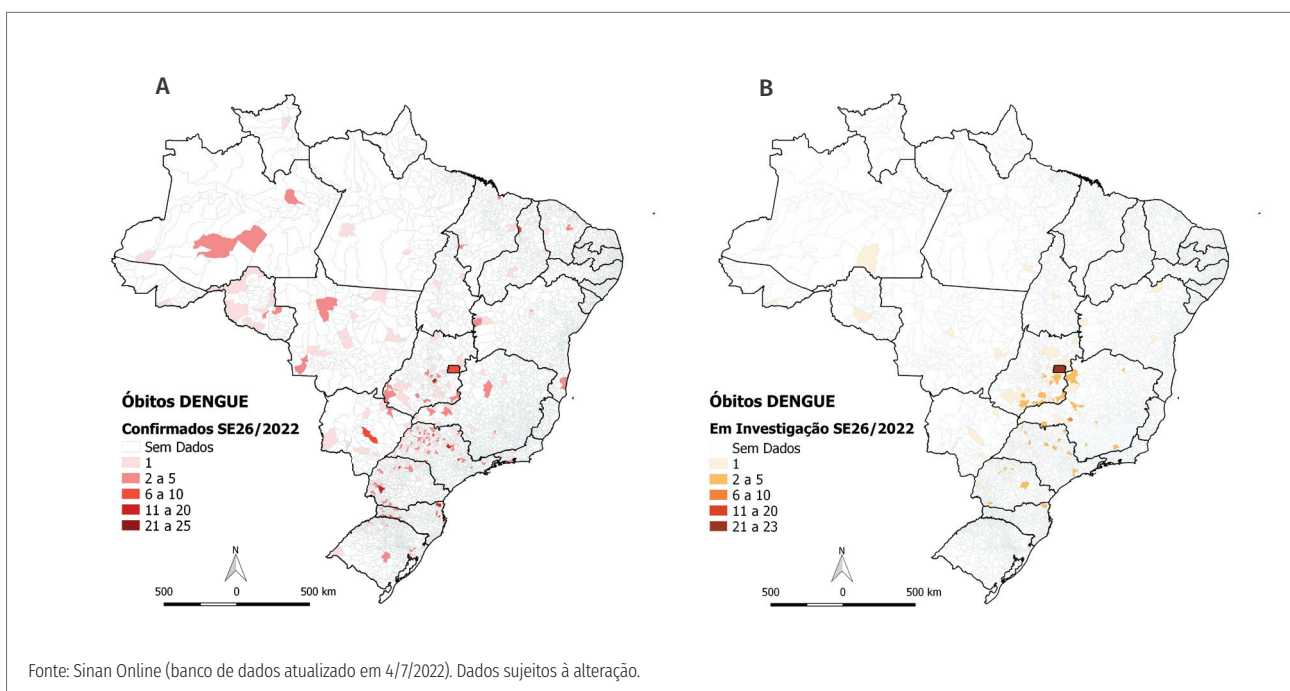 A
B
Óbitos DENGUE
Confirmados SE26/2022
Sem Dados
1
2 a 5
6 a 10
11 a 20
21 a 25
N
500 0 500 km
Óbitos DENGUE
Em Investigação SE26/2022
Sem Dados
1
2 a 5
6 a 10
11 a 20
21 a 23
N
500 0 500 km
Fonte: Sinan Online (banco de dados atualizado em 4/7/2022). Dados sujeitos à alteração.